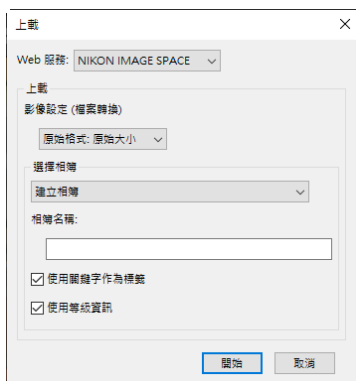 上載
Web 服務: NIKON IMAGE SPACE
上載
影像設定 (檔案轉換)
原始格式: 原始大小
選擇相簿
建立相簿
相簿名稱:
使用關鍵字作為標籤
使用等級資訊
開始 取消